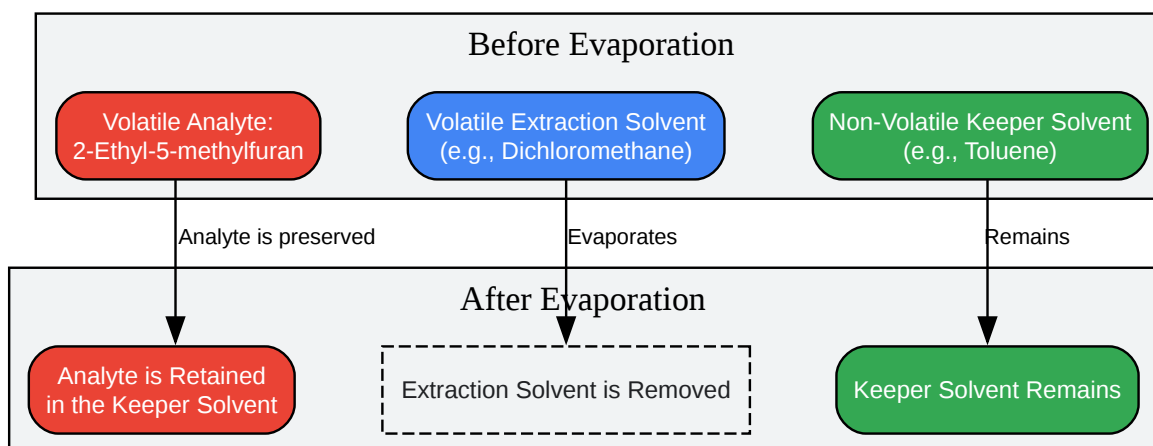 Before Evaporation
Volatile Analyte:
2-Ethyl-5-methylfuran
Volatile Extraction Solvent
(e.g., Dichloromethane)
Non-Volatile Keeper Solvent
(e.g., Toluene)
Analyte is preserved
Evaporates
Remains
After Evaporation
Analyte is Retained
in the Keeper Solvent
Extraction Solvent is Removed
Keeper Solvent Remains